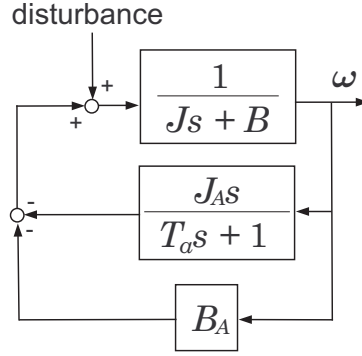 disturbance
+
+
1
Js + B
ω
-
-
J_A s
T_a s + 1
B_A